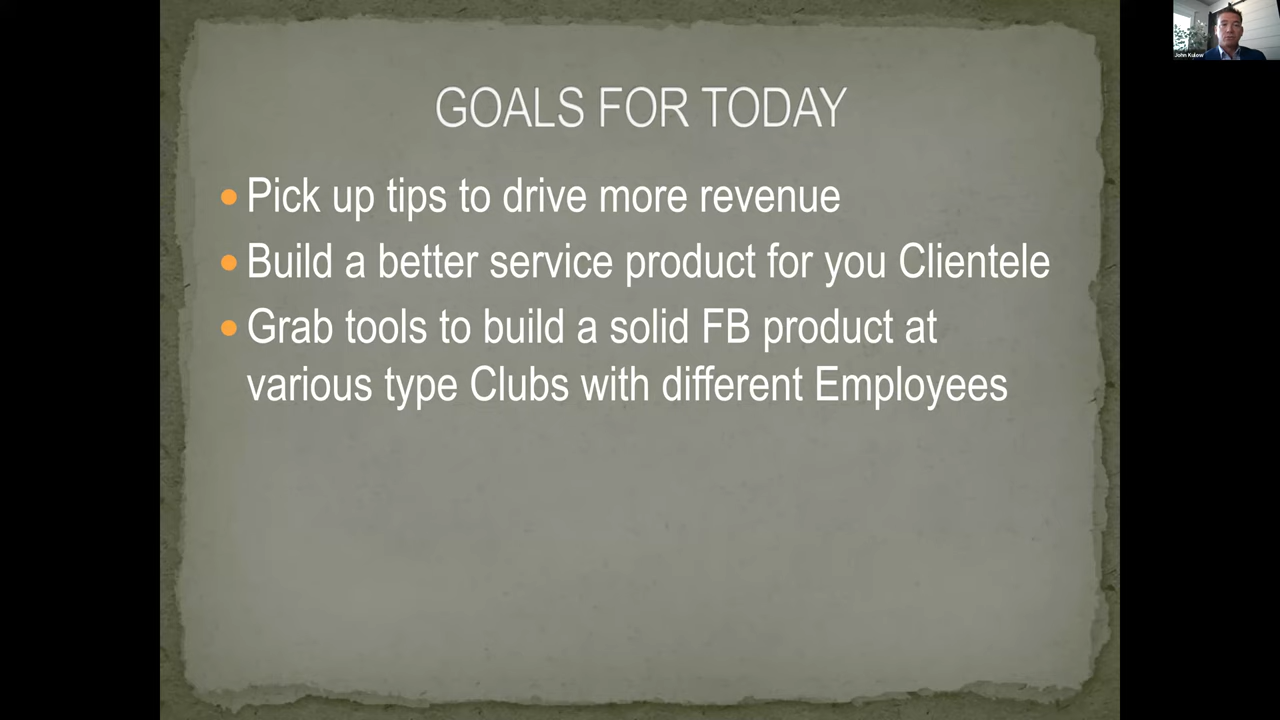 GOALS FOR TODAY
Pick up tips to drive more revenue
Build a better service product for you Clientele
Grab tools to build a solid FB product at
various type Clubs with different Employees
John Kulow